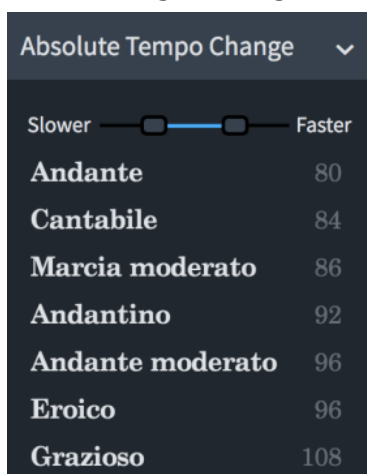 Absolute Tempo Change
Slower Faster
Andante 80
Cantabile 84
Marcia moderato 86
Andantino 92
Andante moderato 96
Eroico 96
Grazioso 108